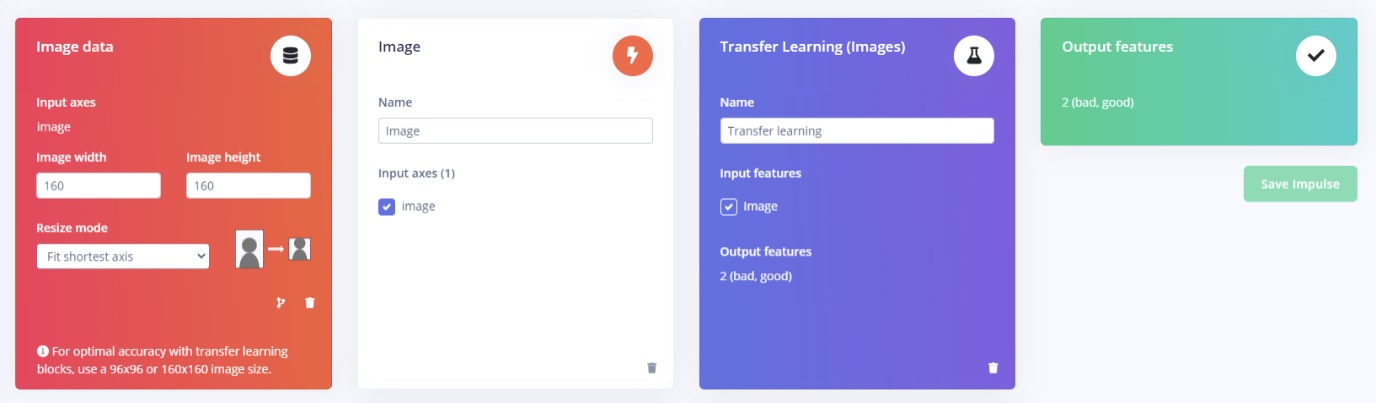 Image data
Input axes
image
Image width
Image height
160
160
Resize mode
Fit shortest axis
For optimal accuracy with transfer learning
blocks, use a 96x96 or 160x160 image size.
Image
Name
Image
Input axes (1)
image
Transfer Learning (Images)
Name
Transfer learning
Input features
Image
Output features
2 (bad, good)
Output features
2 (bad, good)
Save Impulse